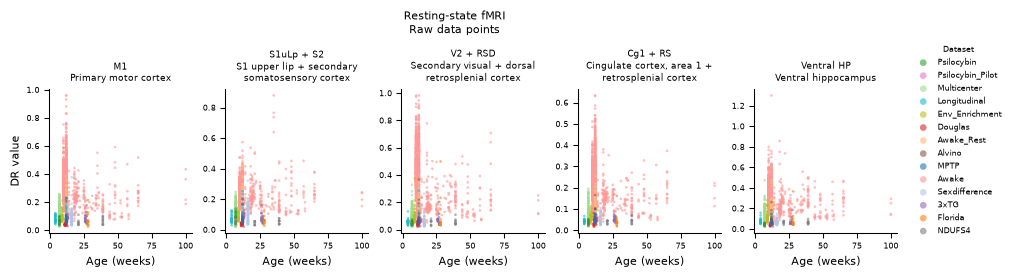 Resting-state fMRI
Raw data points
M1
Primary motor cortex
S1uLp + S2
S1 upper lip + secondary
somatosensory cortex
V2 + RSD
Secondary visual + dorsal
retrosplenial cortex
Cg1 + RS
Cingulate cortex, area 1 +
retrosplenial cortex
Ventral HP
Ventral hippocampus
DR value
1.0
0.8
0.6
0.4
0.2
0.0
0 25 50 75 100
Age (weeks)
0.8
0.6
0.4
0.2
0.0
0 25 50 75 100
Age (weeks)
1.0
0.8
0.6
0.4
0.2
0.0
0 25 50 75 100
Age (weeks)
0.6
0.5
0.4
0.3
0.2
0.1
0.0
0 25 50 75 100
Age (weeks)
1.2
1.0
0.8
0.6
0.4
0.2
0.0
0 25 50 75 100
Age (weeks)
Dataset
Psilocybin
Psilocybin_Pilot
Multicenter
Longitudinal
Env_Enrichment
Douglas
Awake_Rest
Alvino
MPTP
Awake
Sexdifference
3xTG
Florida
NDUFS4